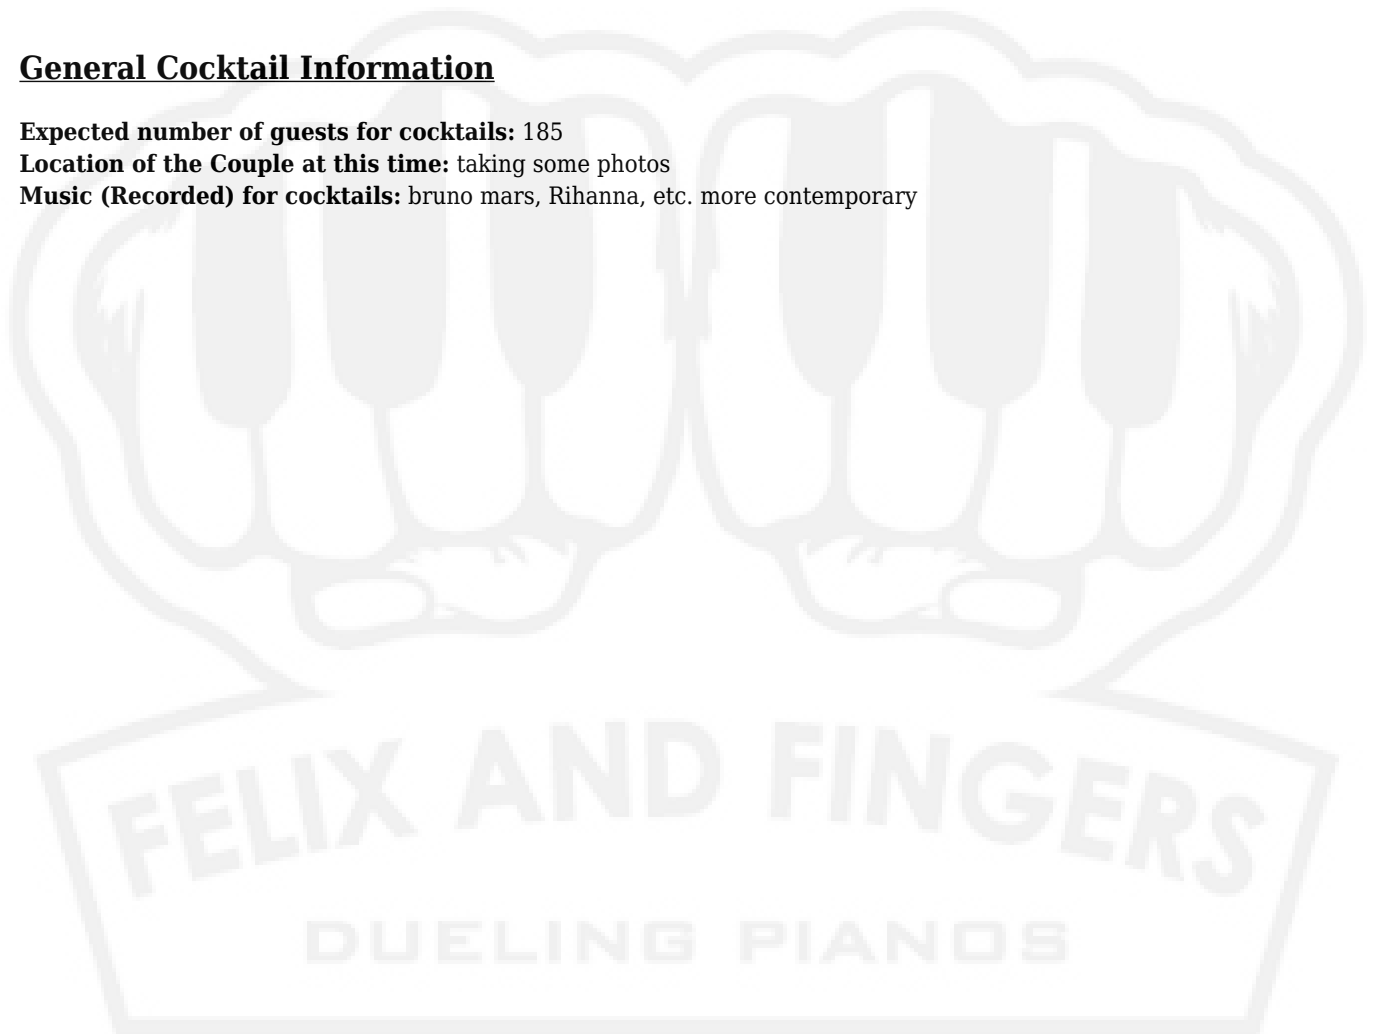 General Cocktail Information
Expected number of guests for cocktails: 185
Location of the Couple at this time: taking some photos
Music (Recorded) for cocktails: bruno mars, Rihanna, etc. more contemporary
FELIX AND FINGERS
DUELING PIANOS